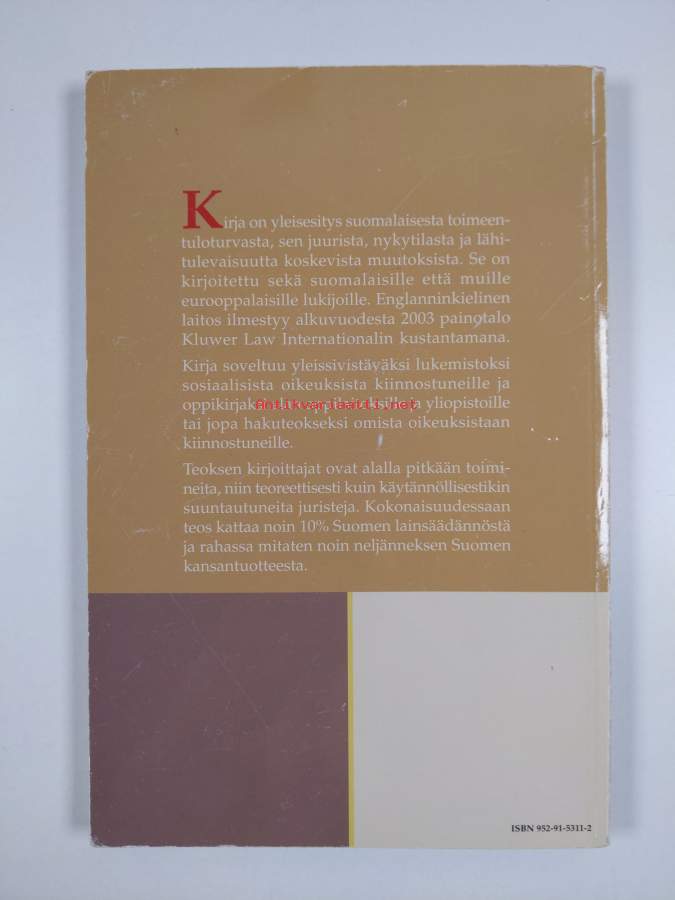 Kirja on yleisesitys suomalaisesta toimeen-
tuloturvasta, sen juurista, nykytilasta ja lähi-
tulevaisuutta koskevista muutoksista. Se on
kirjoitettu sekä suomalaisille että muille
eurooppalaisille lukijoille. Englanninkielinen
laitos ilmestyy alkuvuodesta 2003 painotalo
Kluwer Law Internationalin kustantamana.
Kirja soveltuu yleissivistäväksi lukemistoksi
sosiaalisista oikeuksista kiinnostuneille ja
oppikirjaksi yliopistoille
antikvariaatti.net
tai jopa hakuteokseksi omista oikeuksistaan
kiinnostuneille.
Teoksen kirjoittajat ovat alalla pitkään toimi-
neita, niin teoreettisesti kuin käytännöllisestikin
suuntautuneita juristeja. Kokonaisuudessaan
teos kattaa noin 10% Suomen lainsäädännöstä
ja rahassa mitaten noin neljänneksen Suomen
kansantuotteesta.
ISBN 952-91-5311-2